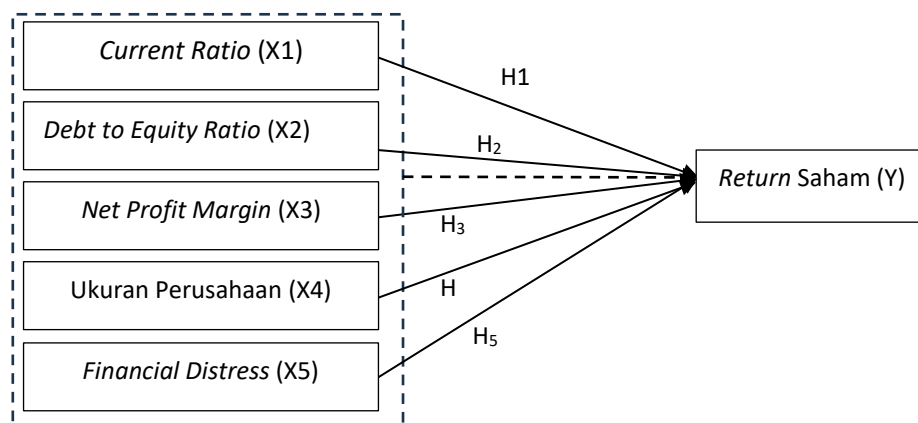 Current Ratio (X1)
H1
Debt to Equity Ratio (X2)
H₂
Return Saham (Y)
Net Profit Margin (X3)
H₃
Ukuran Perusahaan (X4)
H
H₅
Financial Distress (X5)